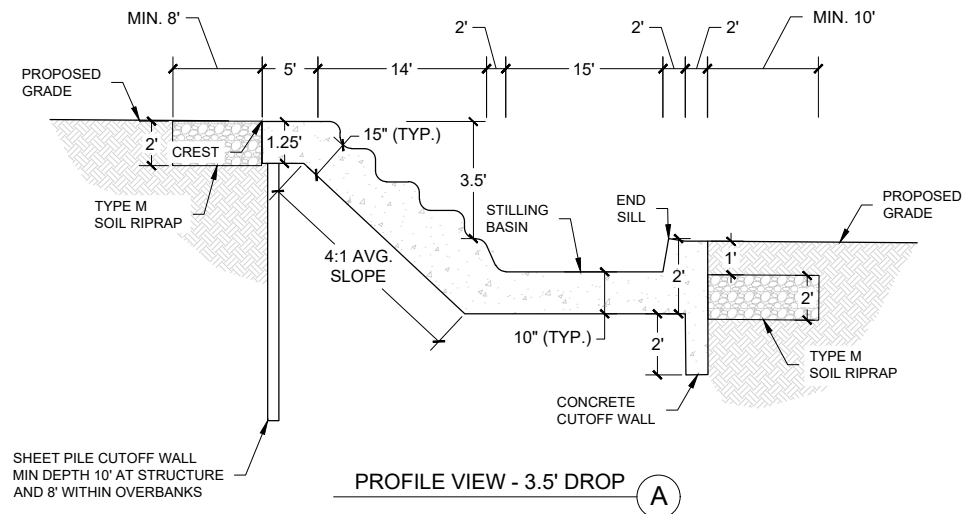 MIN. 8'
5'
14'
2'
15'
2'
2'
MIN. 10'
PROPOSED
GRADE
2'
CREST
1.25'
15" (TYP.)
3.5'
TYPE M
SOIL RIPRAP
4:1 AVG.
SLOPE
STILLING
BASIN
END
SILL
PROPOSED
GRADE
1'
2'
2'
10" (TYP.)
2'
TYPE M
SOIL RIPRAP
CONCRETE
CUTOFF WALL
SHEET PILE CUTOFF WALL
MIN DEPTH 10' AT STRUCTURE
AND 8' WITHIN OVERBANKS
PROFILE VIEW - 3.5' DROP
A